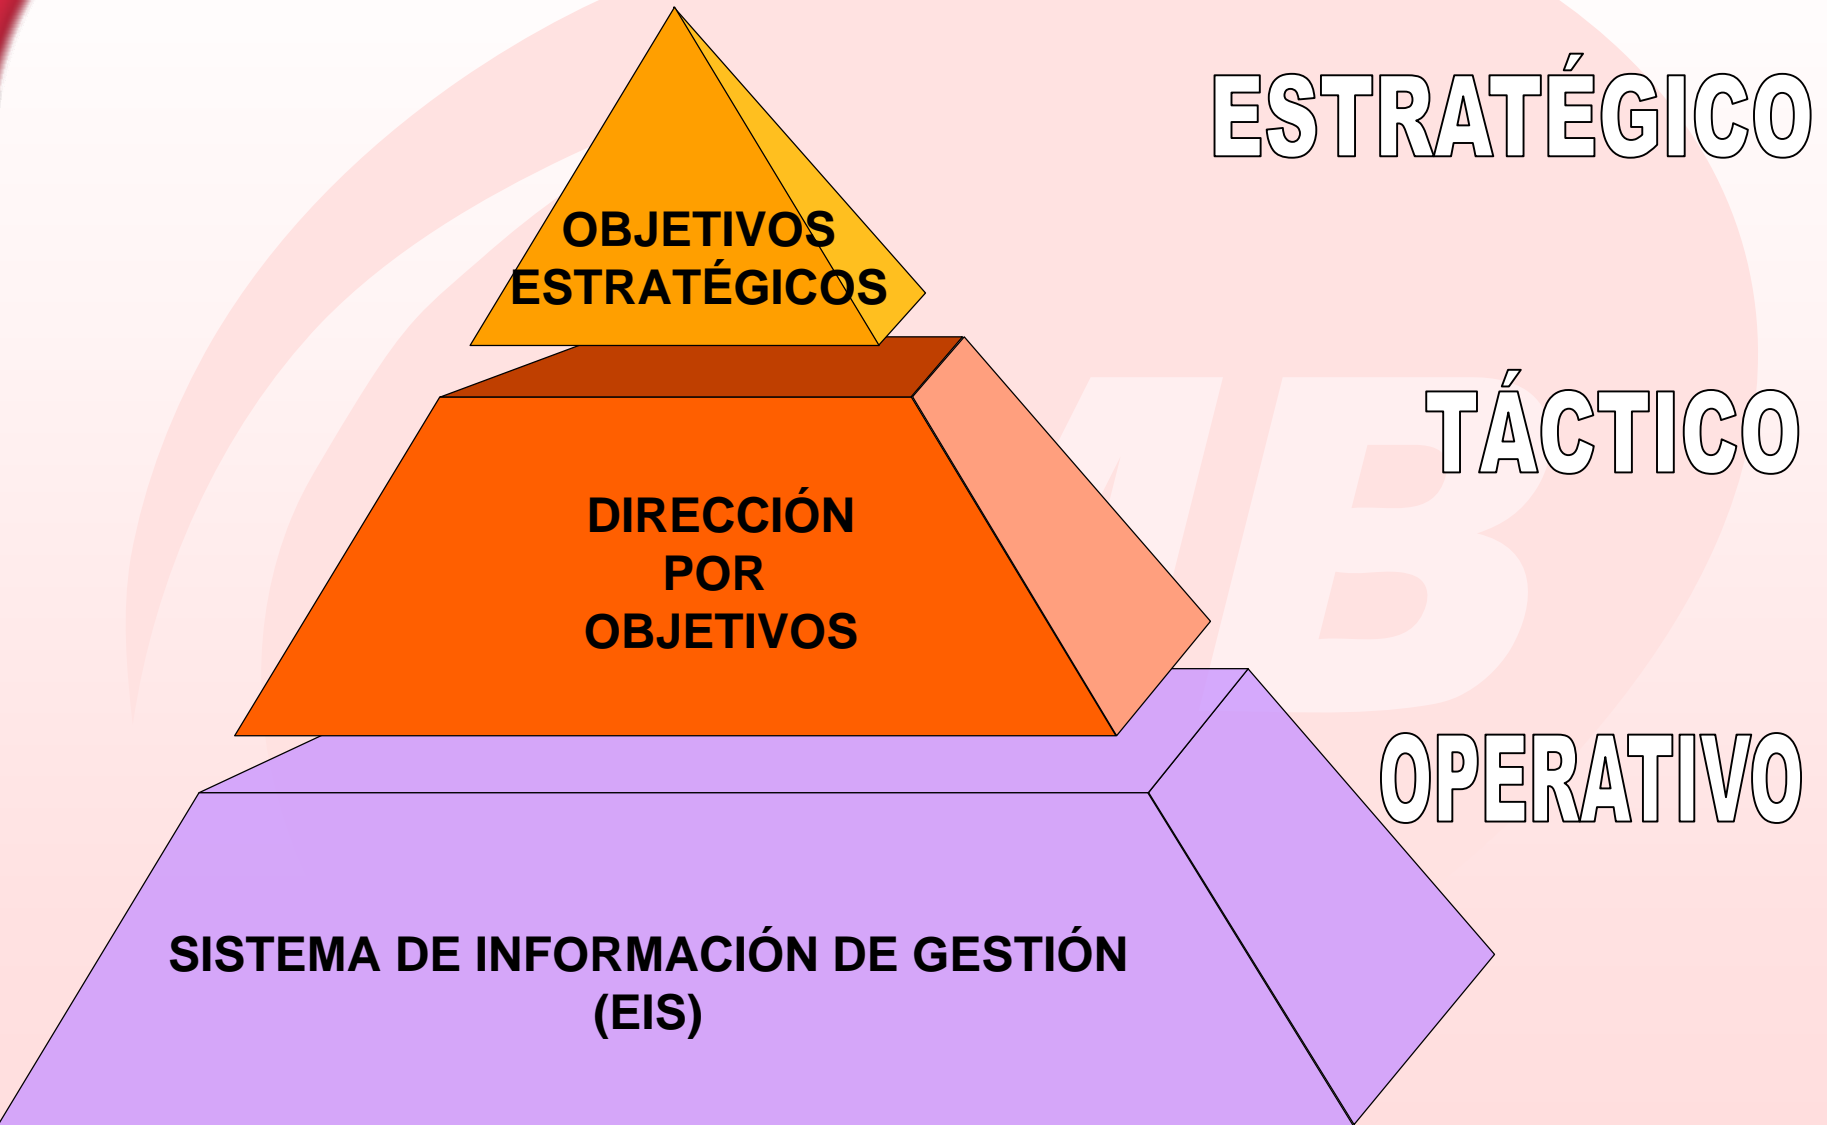 ESTRATÉGICO
OBJETIVOS
ESTRATÉGICOS
TÁCTICO
DIRECCIÓN
POR
OBJETIVOS
OPERATIVO
SISTEMA DE INFORMACIÓN DE GESTIÓN
(EIS)